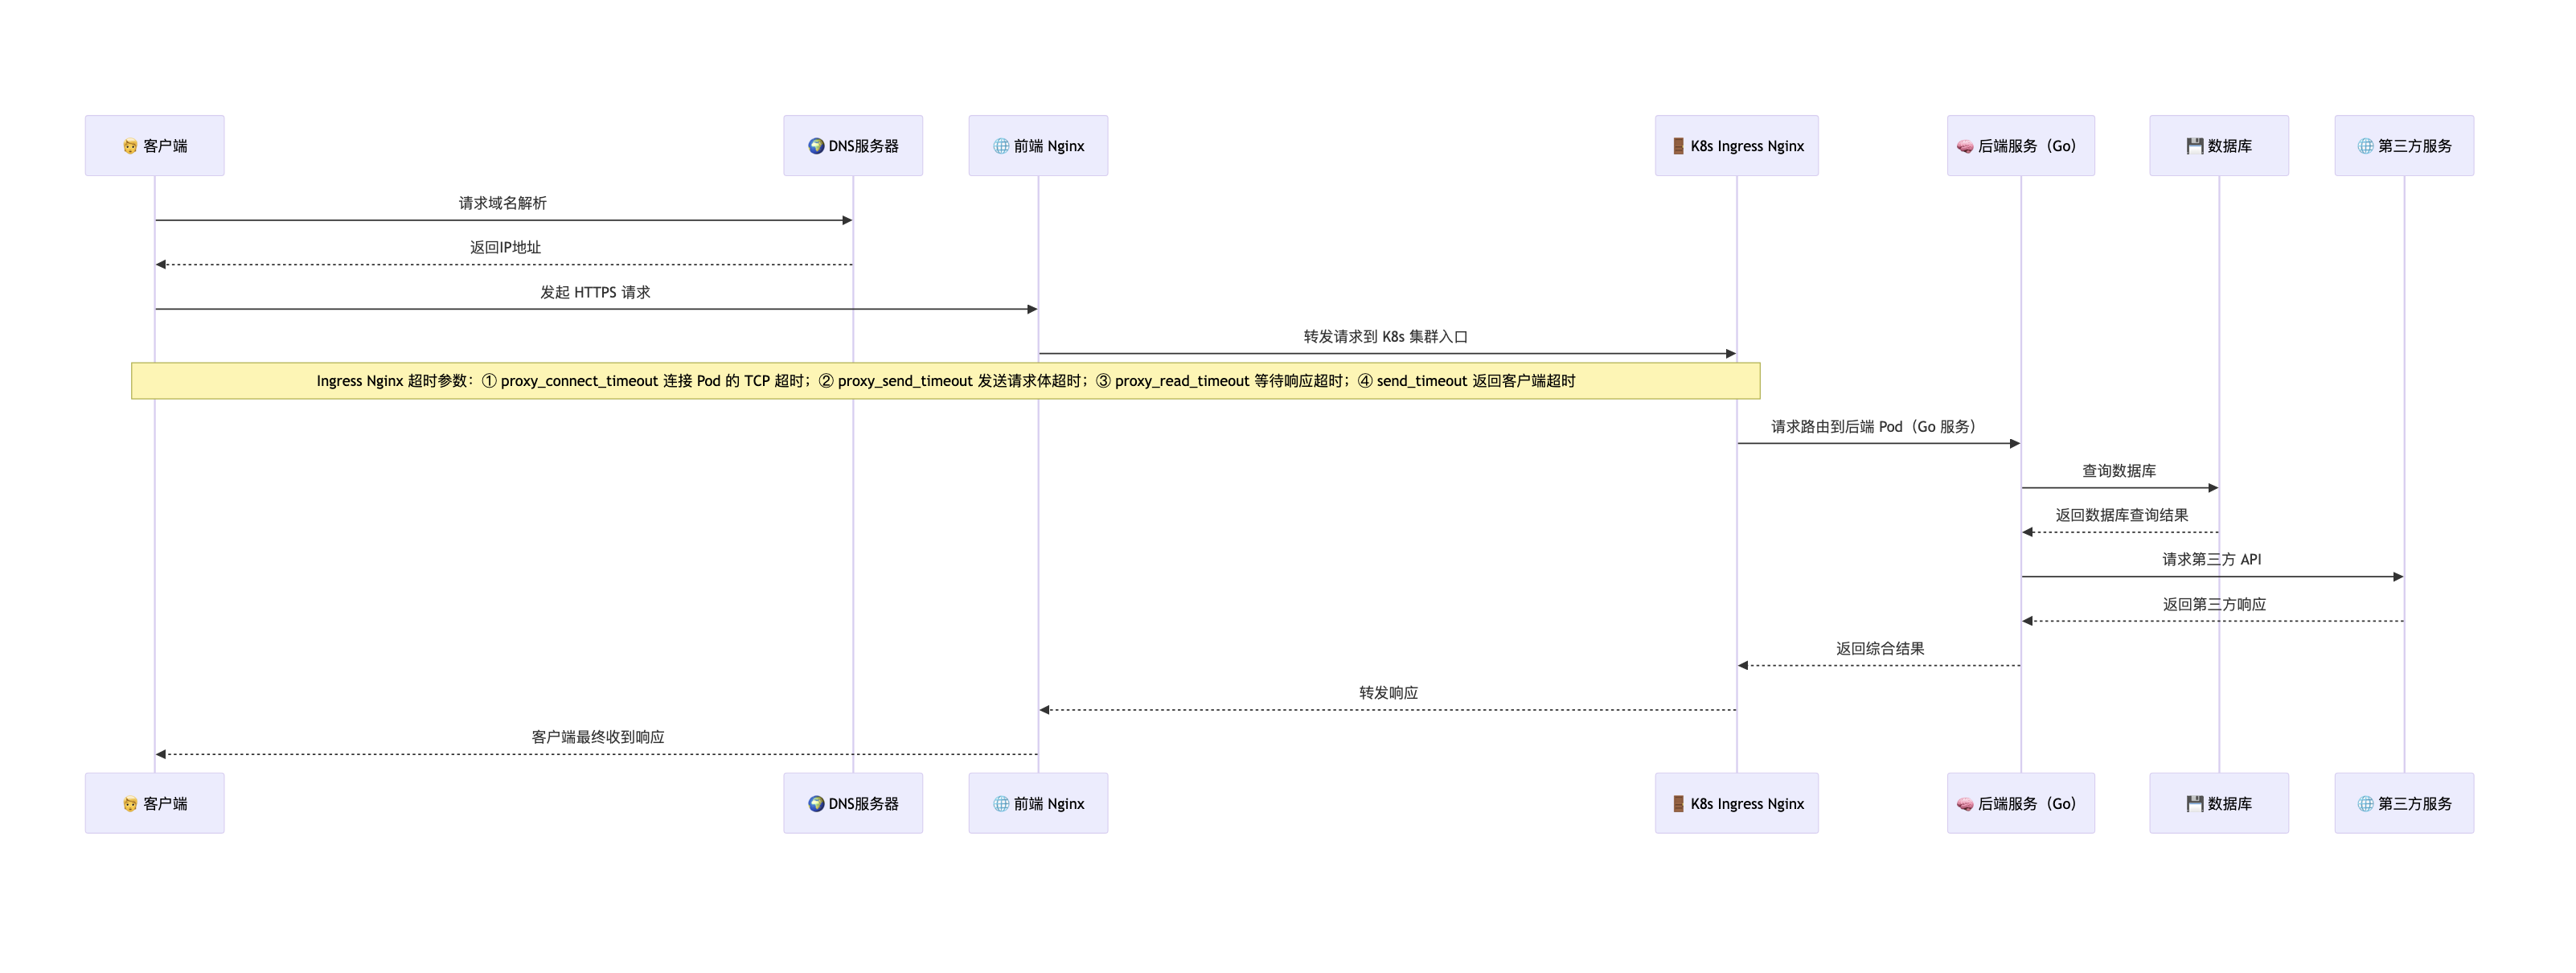 🧑 客户端
🌍 DNS服务器
🌐 前端 Nginx
🚪 K8s Ingress Nginx
🧠 后端服务（Go）
💾 数据库
🌐 第三方服务
请求域名解析
返回IP地址
发起 HTTPS 请求
转发请求到 K8s 集群入口
Ingress Nginx 超时参数：① proxy_connect_timeout 连接 Pod 的 TCP 超时；② proxy_send_timeout 发送请求体超时；③ proxy_read_timeout 等待响应超时；④ send_timeout 返回客户端超时
请求路由到后端 Pod（Go 服务）
查询数据库
返回数据库查询结果
请求第三方 API
返回第三方响应
返回综合结果
转发响应
客户端最终收到响应
🧑 客户端
🌍 DNS服务器
🌐 前端 Nginx
🚪 K8s Ingress Nginx
🧠 后端服务（Go）
💾 数据库
🌐 第三方服务